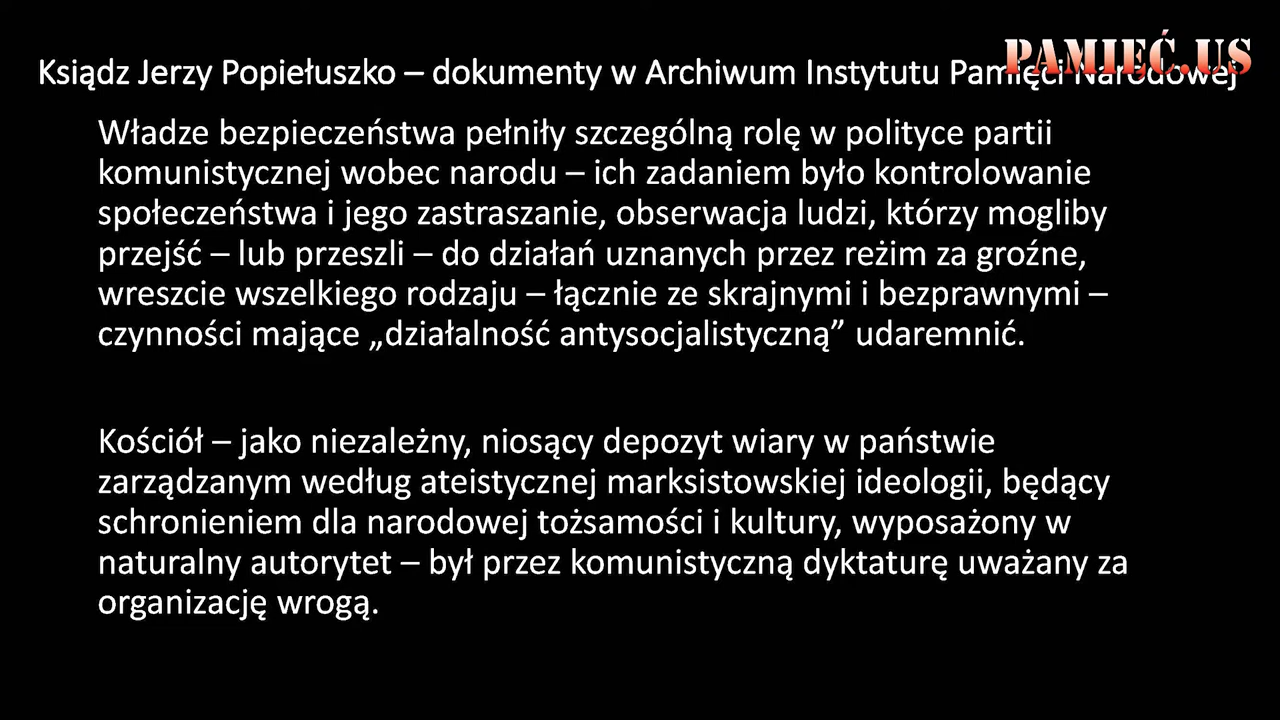 PAMIĘĆ.US
Ksiądz Jerzy Popiełuszko – dokumenty w Archiwum Instytutu Pamięci Narodowej
Władze bezpieczeństwa pełniły szczególną rolę w polityce partii
komunistycznej wobec narodu – ich zadaniem było kontrolowanie
społeczeństwa i jego zastraszanie, obserwacja ludzi, którzy mogliby
przejść – lub przeszli – do działań uznanych przez reżim za groźne,
wreszcie wszelkiego rodzaju – łącznie ze skrajnymi i bezprawnymi –
czynności mające „działalność antysocjalistyczną” udaremnić.
Kościół – jako niezależny, niosący depozyt wiary w państwie
zarządzanym według ateistycznej marksistowskiej ideologii, będący
schronieniem dla narodowej tożsamości i kultury, wyposażony w
naturalny autorytet – był przez komunistyczną dyktaturę uważany za
organizację wrogą.